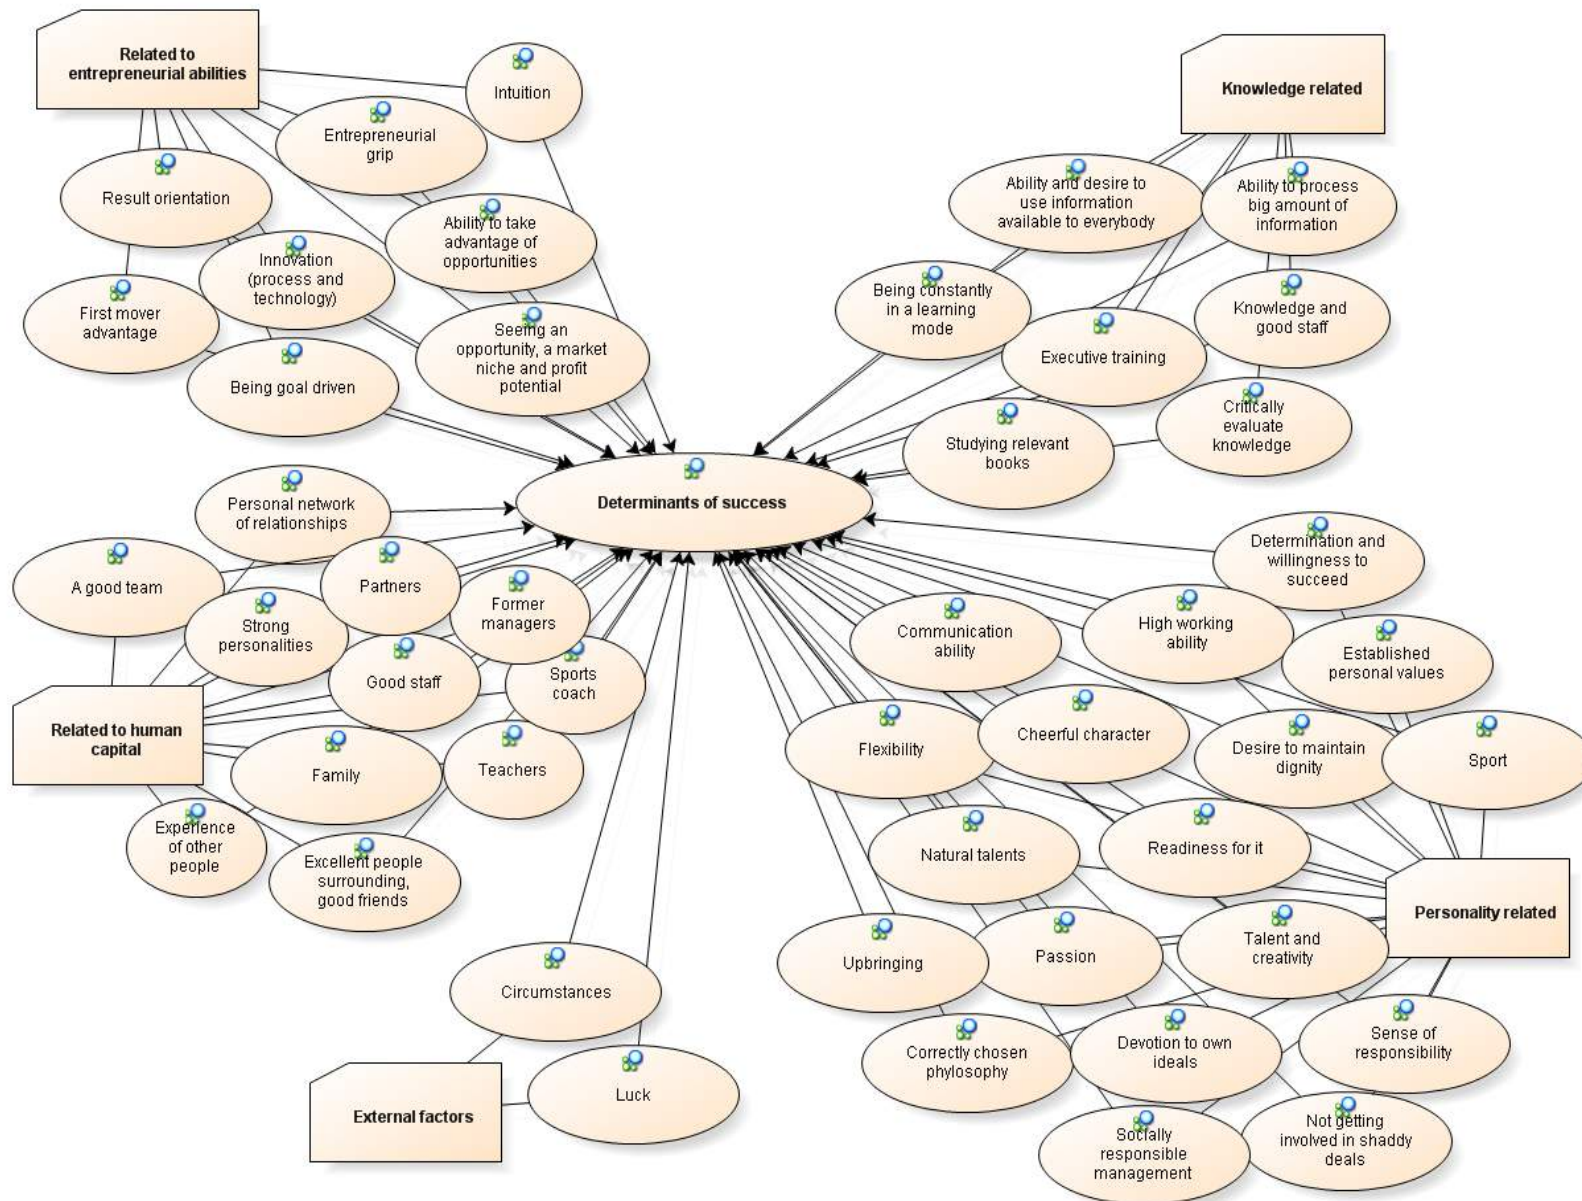 Related to
entrepreneurial abilities
Intuition
Entrepreneurial
grip
Result orientation
Ability to take
advantage of
opportunities
Innovation
(process and
technology)
First mover
advantage
Seeing an
opportunity, a market
niche and profit
potential
Being goal driven
Knowledge related
Ability and desire to
use information
available to everybody
Ability to process
big amount of
information
Being constantly
in a learning
mode
Knowledge and
good staff
Executive training
Critically
evaluate
knowledge
Studying relevant
books
Determinants of success
Personal network
of relationships
A good team
Partners
Strong
personalities
Former
managers
Good staff
Sports
coach
Related to human
capital
Family
Teachers
Experience
of other
people
Excellent people
surrounding,
good friends
Circumstances
External factors
Luck
Determination and
willingness to
succeed
Communication
ability
High working
ability
Established
personal values
Flexibility
Cheerful character
Desire to maintain
dignity
Sport
Natural talents
Readiness for it
Personality related
Upbringing
Passion
Talent and
creativity
Correctly chosen
phylosophy
Devotion to own
ideals
Sense of
responsibility
Socially
responsible
management
Not getting
involved in shaddy
deals